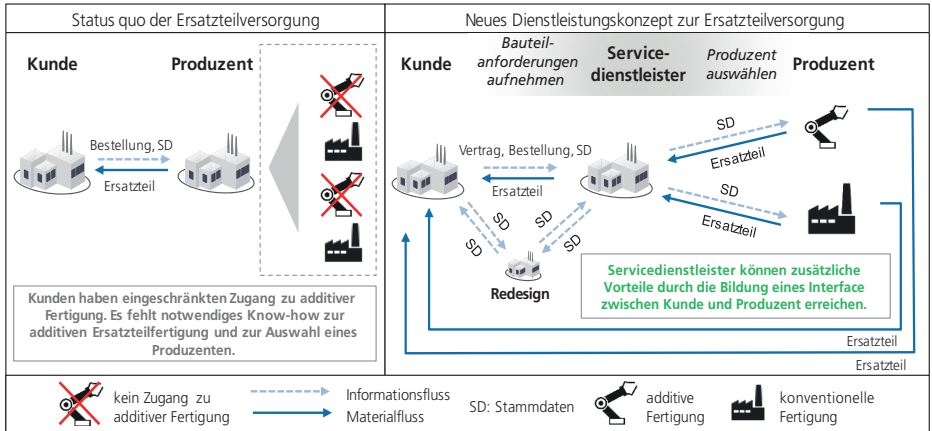 Status quo der Ersatzteilversorgung
Kunde
Produzent
Bestellung, SD
Ersatzteil
Kunden haben eingeschränkten Zugang zu additiver
Fertigung. Es fehlt notwendiges Know-how zur
additiven Ersatzteilfertigung und zur Auswahl eines
Produzenten.
Neues Dienstleistungskonzept zur Ersatzteilversorgung
Kunde
Bauteil-
anforderungen
aufnehmen
Service-
dienstleister
Produzent
auswählen
Produzent
Vertrag, Bestellung, SD
Ersatzteil
SD
Ersatzteil
SD
Ersatzteil
SD
SD
SD
SD
Redesign
Servicedienstleister können zusätzliche
Vorteile durch die Bildung eines Interface
zwischen Kunde und Produzent erreichen.
Ersatzteil
Ersatzteil
kein Zugang zu
additiver Fertigung
Informationsfluss
Materialfluss
SD: Stammdaten
additive
Fertigung
konventionelle
Fertigung